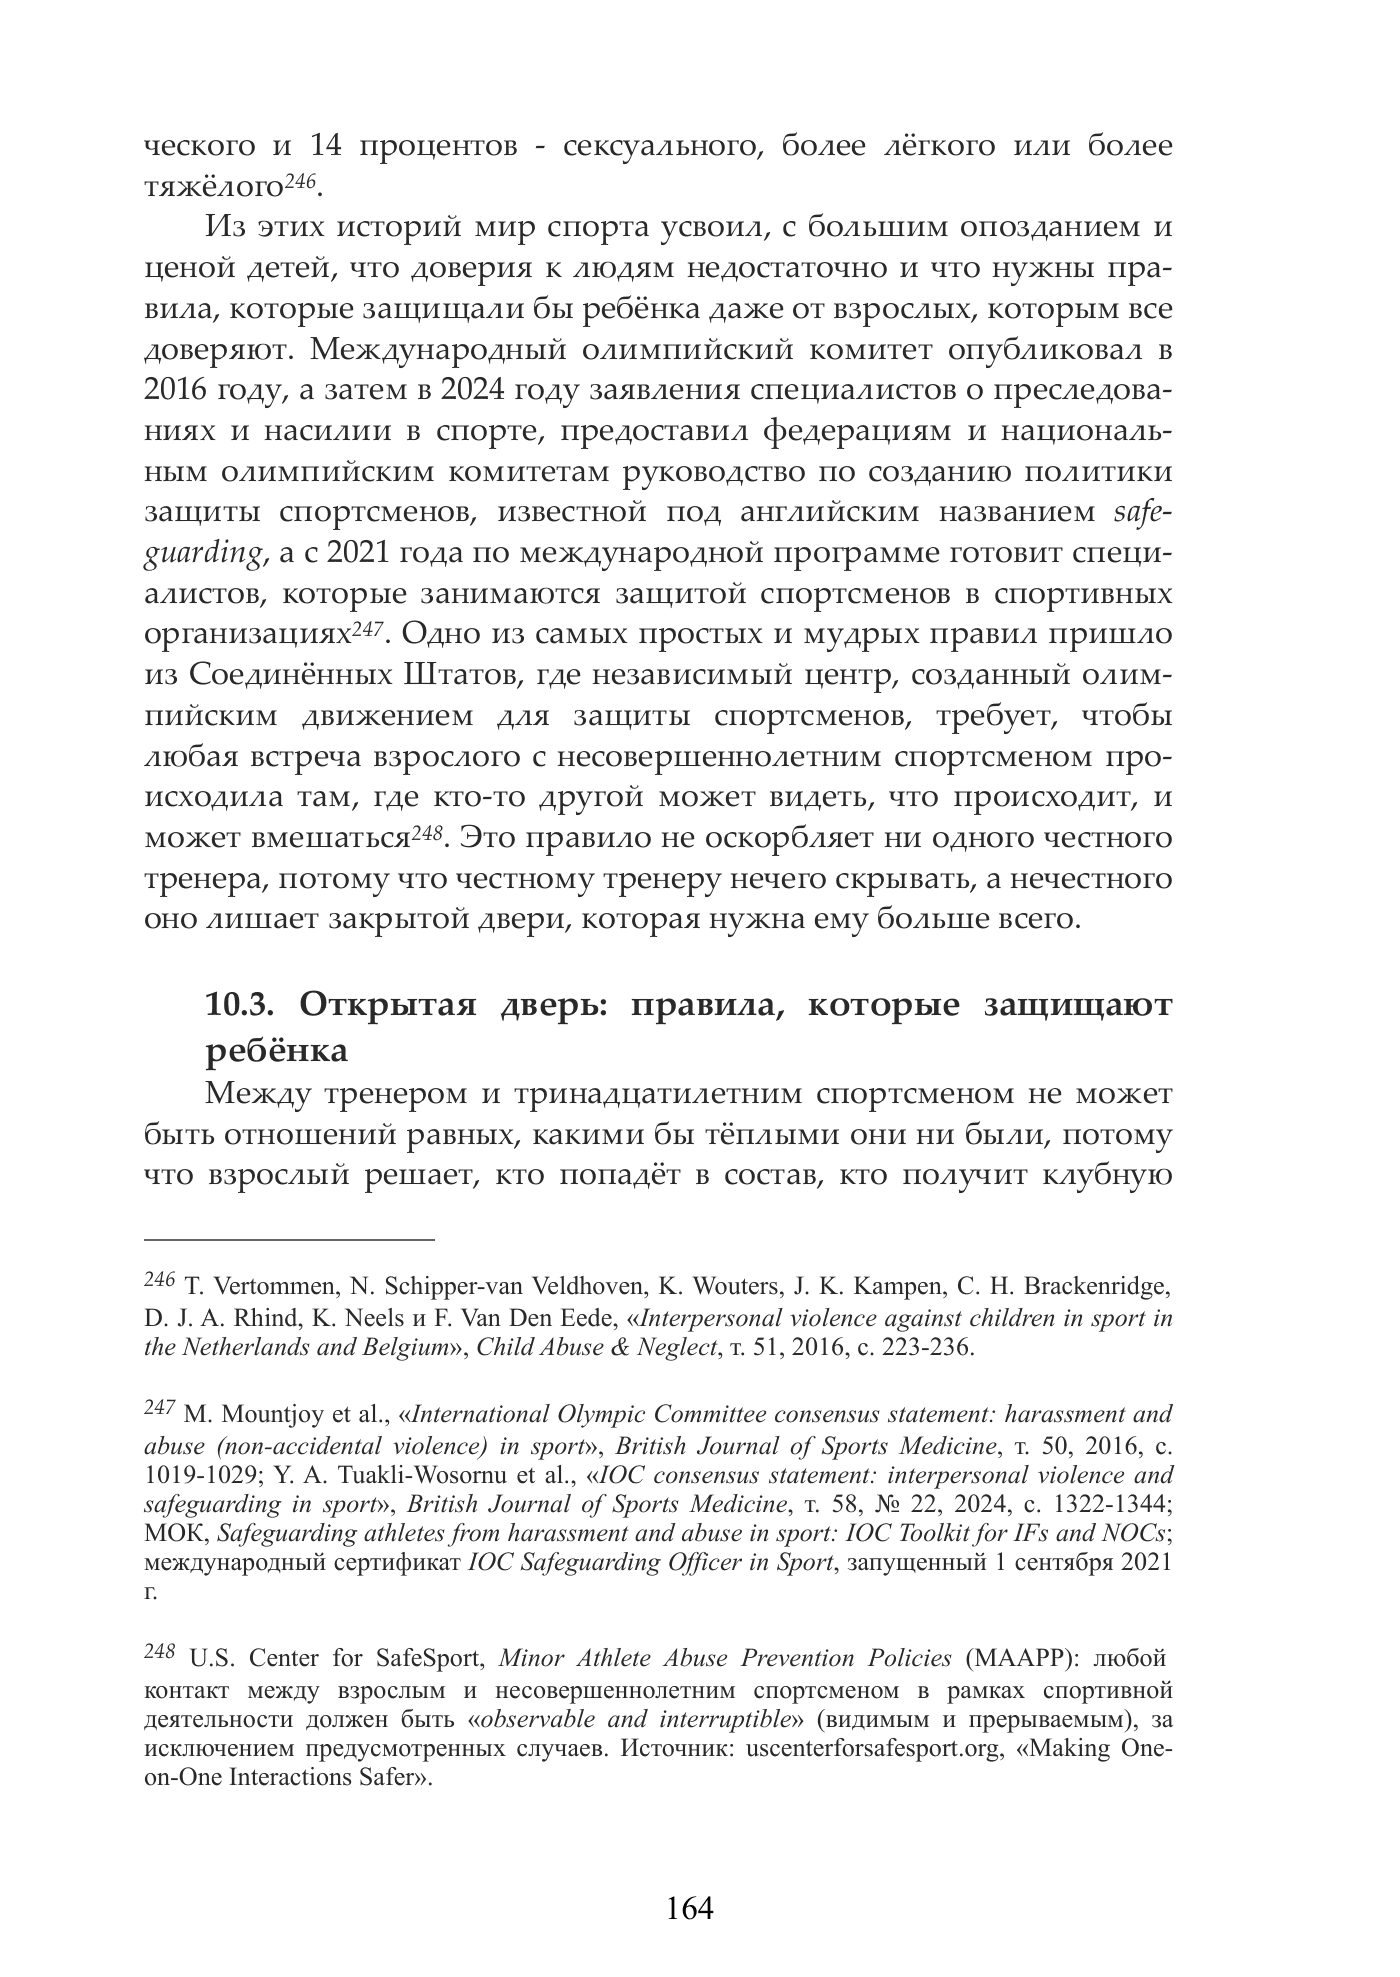 ческого и 14 процентов - сексуального, более лёгкого или более
тяжёлого246.
Из этих историй мир спорта усвоил, с большим опозданием и
ценой детей, что доверия к людям недостаточно и что нужны пра-
вила, которые защищали бы ребёнка даже от взрослых, которым все
доверяют. Международный олимпийский комитет опубликовал в
2016 году, а затем в 2024 году заявления специалистов о преследова-
ниях и насилии в спорте, предоставил федерациям и националь-
ным олимпийским комитетам руководство по созданию политики
защиты спортсменов, известной под английским названием safe-
guarding, а с 2021 года по международной программе готовит специ-
алистов, которые занимаются защитой спортсменов в спортивных
организациях247. Одно из самых простых и мудрых правил пришло
из Соединённых Штатов, где независимый центр, созданный олим-
пийским движением для защиты спортсменов, требует, чтобы
любая встреча взрослого с несовершеннолетним спортсменом про-
исходила там, где кто-то другой может видеть, что происходит, и
может вмешаться248. Это правило не оскорбляет ни одного честного
тренера, потому что честному тренеру нечего скрывать, а нечестного
оно лишает закрытой двери, которая нужна ему больше всего.
10.3. Открытая дверь: правила, которые защищают
ребёнка
Между тренером и тринадцатилетним спортсменом не может
быть отношений равных, какими бы тёплыми они ни были, потому
что взрослый решает, кто попадёт в состав, кто получит клубную
246 T. Vertommen, N. Schipper-van Veldhoven, K. Wouters, J. K. Kampen, C. H. Brackenridge,
D. J. A. Rhind, K. Neels и F. Van Den Eede, «Interpersonal violence against children in sport in
the Netherlands and Belgium», Child Abuse & Neglect, т. 51, 2016, с. 223-236.
247 M. Mountjoy et al., «International Olympic Committee consensus statement: harassment and
abuse (non-accidental violence) in sport», British Journal of Sports Medicine, т. 50, 2016, с.
1019-1029; Y. A. Tuakli-Wosornu et al., «IOC consensus statement: interpersonal violence and
safeguarding in sport», British Journal of Sports Medicine, т. 58, № 22, 2024, с. 1322-1344;
МОК, Safeguarding athletes from harassment and abuse in sport: IOC Toolkit for IFs and NOCs;
международный сертификат IOC Safeguarding Officer in Sport, запущенный 1 сентября 2021
г.
248 U.S. Center for SafeSport, Minor Athlete Abuse Prevention Policies (MAAPP): любой
контакт между взрослым и несовершеннолетним спортсменом в рамках спортивной
деятельности должен быть «observable and interruptible» (видимым и прерываемым), за
исключением предусмотренных случаев. Источник: uscenterforsafesport.org, «Making One-
on-One Interactions Safer».
164